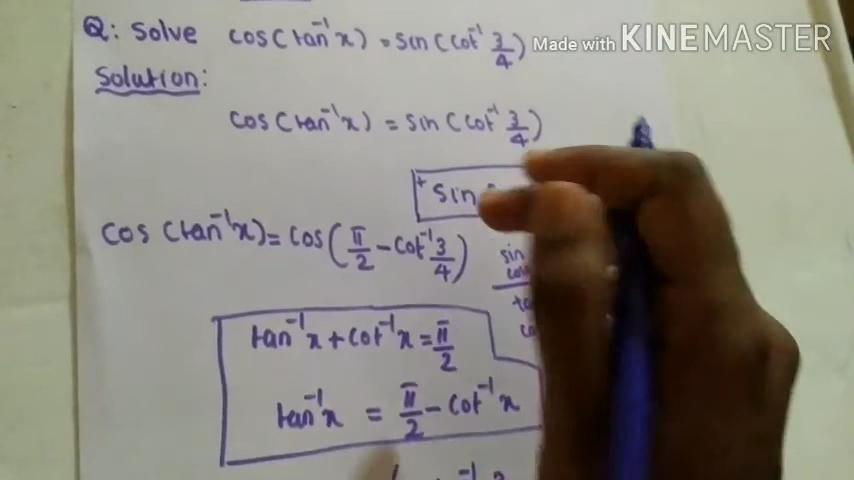 Q: Solve cos(tan⁻¹x) = sin(cot⁻¹ 3/4)
Made with KINEMASTER
Solution:
cos(tan⁻¹x) = sin(cot⁻¹ 3/4)
+ sin
cos(tan⁻¹x) = cos(π/2 - cot⁻¹ 3/4)
sin
tan⁻¹x + cot⁻¹x = π/2
tan⁻¹x = π/2 - cot⁻¹x